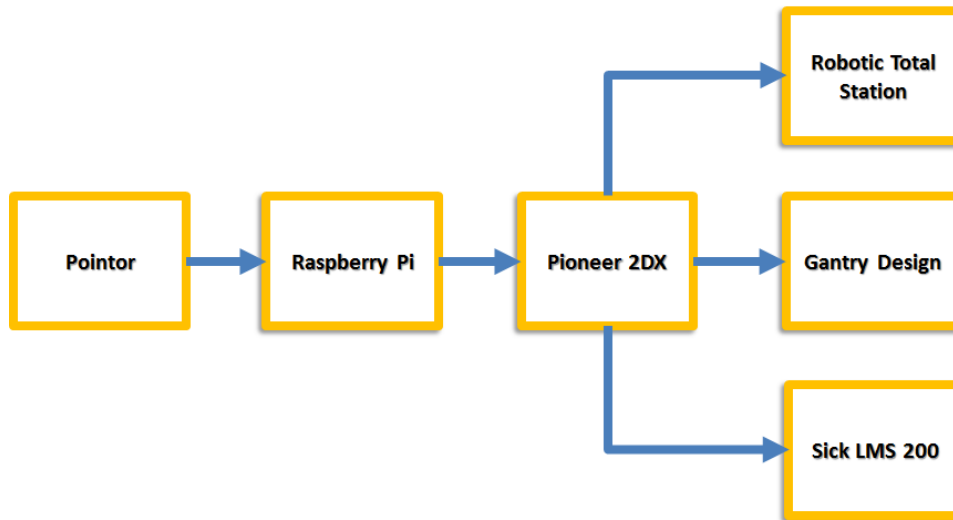 Robotic Total
Station
Pointor
Raspberry Pi
Pioneer 2DX
Gantry Design
Sick LMS 200